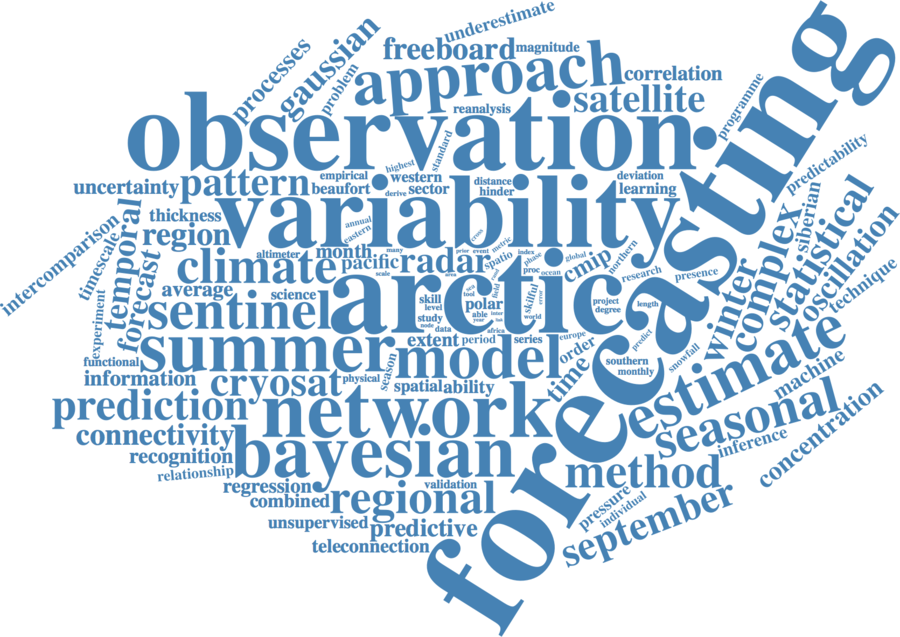 underestimate
freeboard
magnitude
gaussian
processes
problem
approach
correlation
satellite
reanalysis
programme
observation
forecasting
standard
highest
empirical
western
distance
deviation
predictability
uncertainty
pattern
beaufort
derive
sector
hinder
learning
variability
thickness
region
temporal
timescale
intercomparison
annual
eastern
cross
metric
siberian
statistical
complex
oscillation
technique
climate
altimeter
month
many
pacific
scale
radar
area
prior
event
spatio
index
phase
global
proc
ocean
cmip
northern
research
presence
winter
forecast
average
science
sentinel
arctic
skill
level
study
node
data
sea
tool
polar
able
year
inter
field
skilful
error
world
africa
project
degree
length
experiment
functional
summer
extent
period
series
europe
order
predict
snowfall
estimate
information
cryosat
physical
season
model
spatial
ability
time
southern
monthly
machine
prediction
network
seasonal
connectivity
bayesian
inference
concentration
recognition
relationship
method
regression
validation
combined
regional
pressure
individual
september
unsupervised
predictive
teleconnection